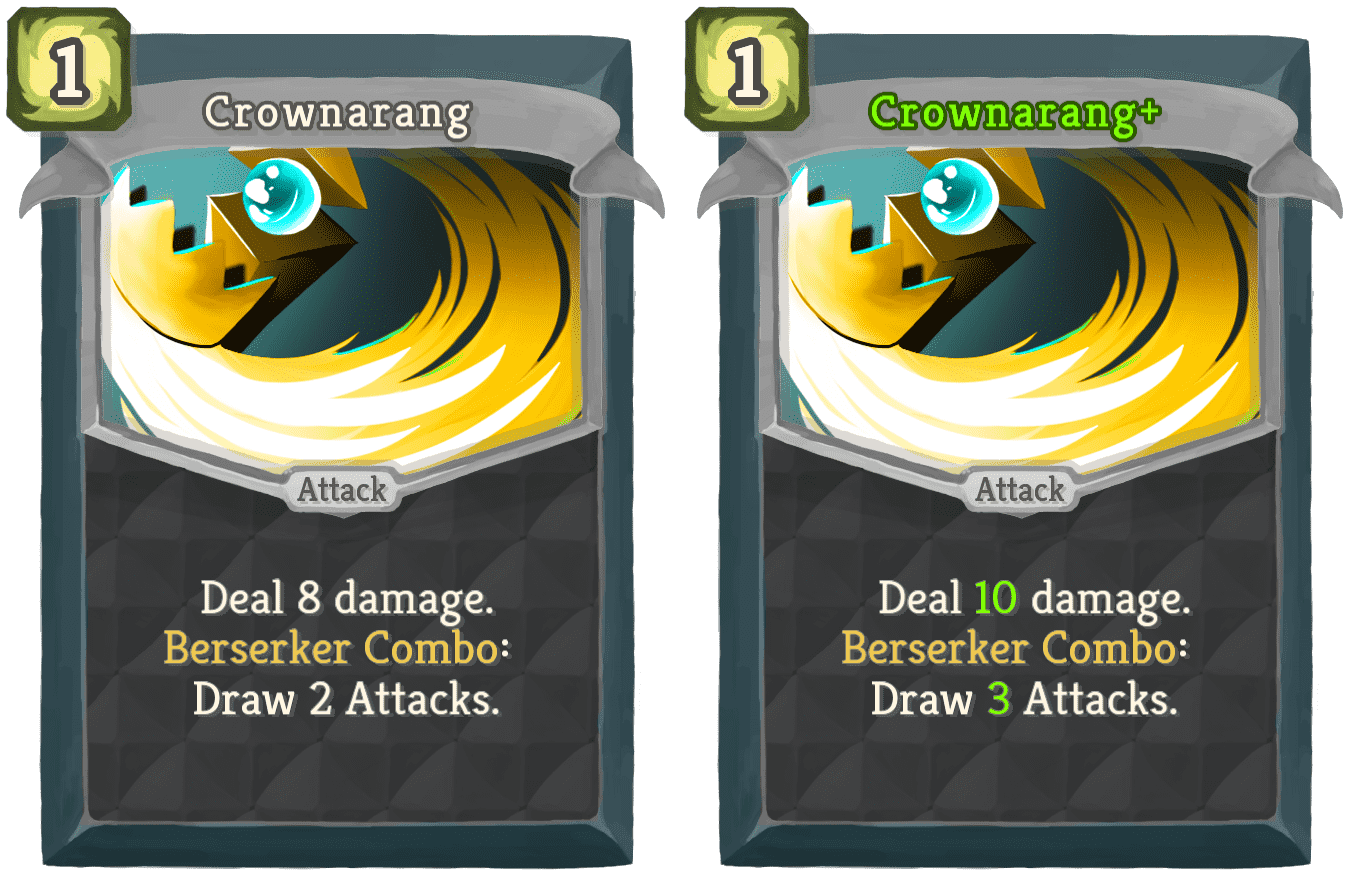 1
Crownarang
Attack
Deal 8 damage.
Berserker Combo:
Draw 2 Attacks.
1
Crownarang+
Attack
Deal 10 damage.
Berserker Combo:
Draw 3 Attacks.